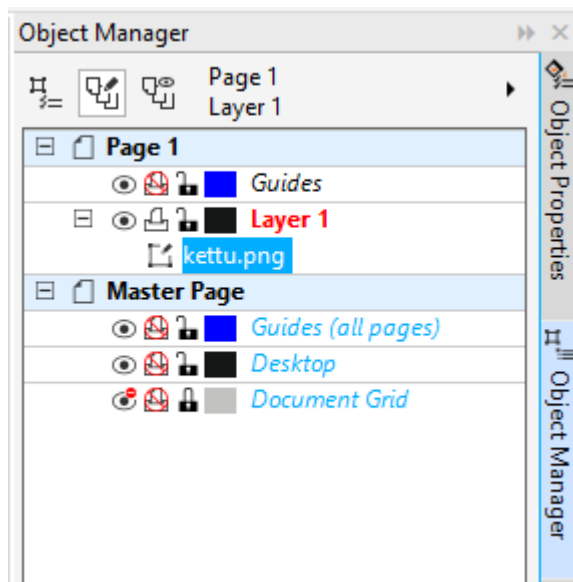 Object Manager
Page 1
Layer 1
Page 1
Guides
Layer 1
kettu.png
Master Page
Guides (all pages)
Desktop
Document Grid
Object Properties
Object Manager